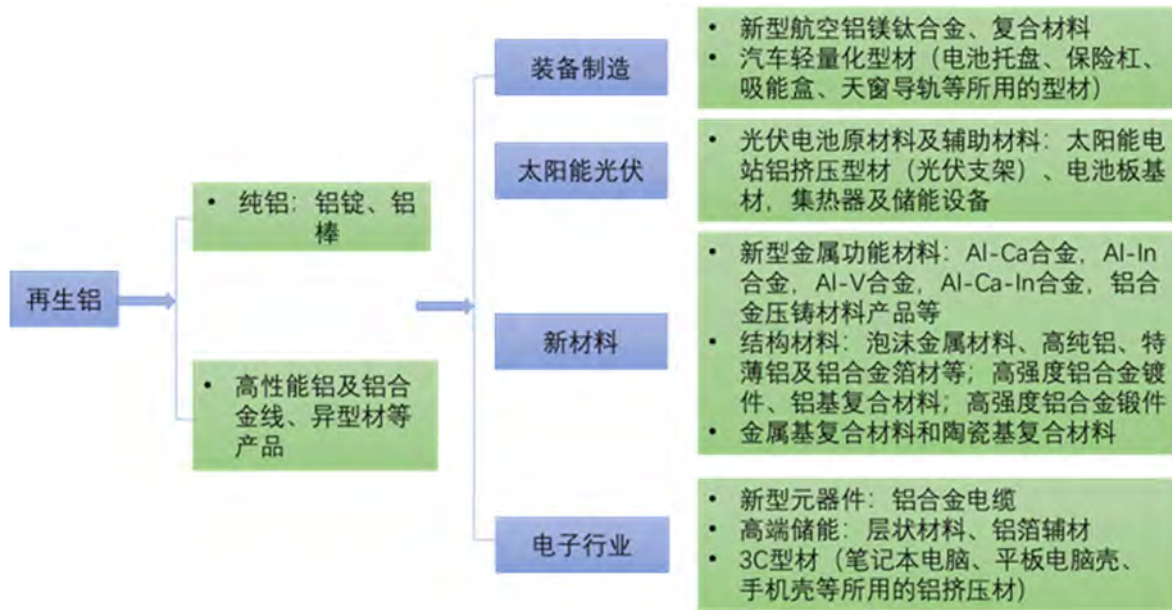 再生铝
• 纯铝：铝锭、铝
棒
• 高性能铝及铝合
金线、异型材等
产品
装备制造
• 新型航空铝镁钛合金、复合材料
• 汽车轻量化型材（电池托盘、保险杠、
吸能盒、天窗导轨等所用的型材）
太阳能光伏
• 光伏电池原材料及辅助材料：太阳能电
站铝挤压型材（光伏支架）、电池板基
材，集热器及储能设备
新材料
• 新型金属功能材料：Al-Ca合金，Al-In
合金，Al-V合金，Al-Ca-In合金，铝合
金压铸材料产品等
• 结构材料：泡沫金属材料、高纯铝、特
薄铝及铝合金箔材等；高强度铝合金镀
件、铝基复合材料；高强度铝合金锻件
• 金属基复合材料和陶瓷基复合材料
电子行业
• 新型元器件：铝合金电缆
• 高端储能：层状材料、铝箔辅材
• 3C型材（笔记本电脑、平板电脑壳、
手机壳等所用的铝挤压材）